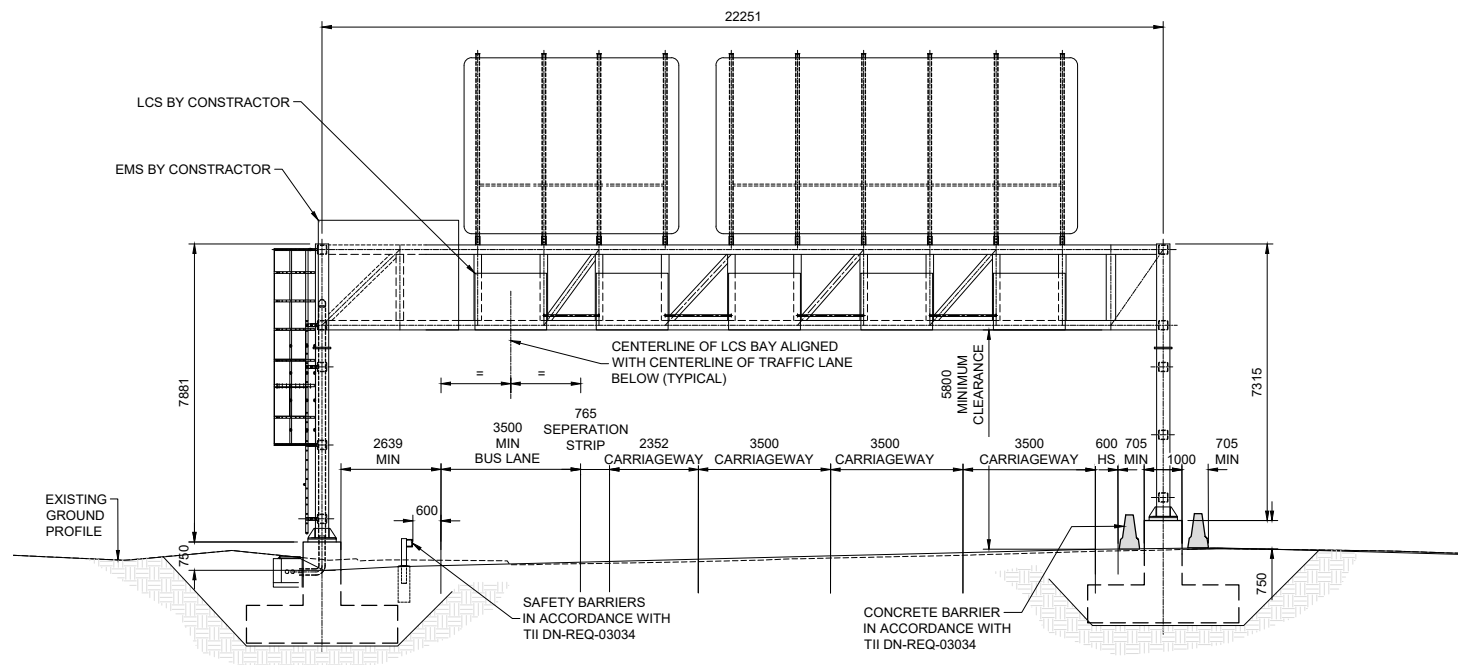 22251
LCS BY CONSTRACTOR
EMS BY CONSTRACTOR
CENTERLINE OF LCS BAY ALIGNED
WITH CENTERLINE OF TRAFFIC LANE
BELOW (TYPICAL)
=
=
5800
MINIMUM
CLEARANCE
7881
7315
2639
MIN
3500
MIN
BUS LANE
765
SEPERATION
STRIP
2352
CARRIAGEWAY
3500
CARRIAGEWAY
3500
CARRIAGEWAY
3500
CARRIAGEWAY
600
HS
705
MIN
1000
705
MIN
EXISTING
GROUND
PROFILE
600
750
750
SAFETY BARRIERS
IN ACCORDANCE WITH
TII DN-REQ-03034
CONCRETE BARRIER
IN ACCORDANCE WITH
TII DN-REQ-03034